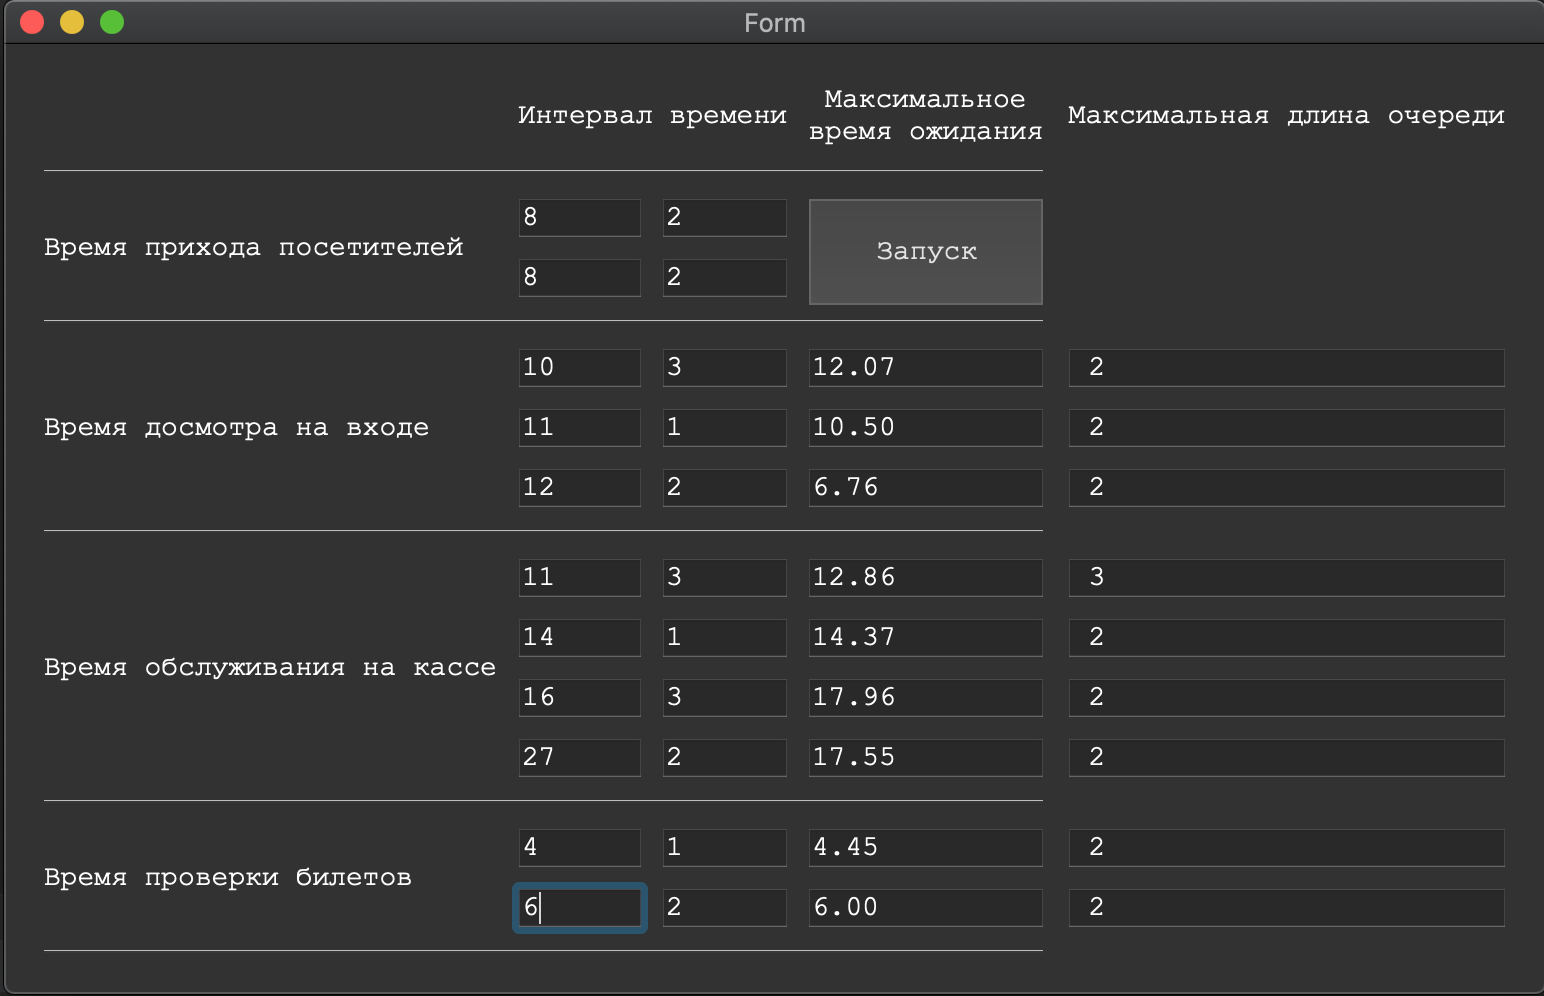 Form
Интервал времени
Максимальное
время ожидания
Максимальная длина очереди
Время прихода посетителей
8 2
8 2
Запуск
Время досмотра на входе
10 3 12.07 2
11 1 10.50 2
12 2 6.76 2
Время обслуживания на кассе
11 3 12.86 3
14 1 14.37 2
16 3 17.96 2
27 2 17.55 2
Время проверки билетов
4 1 4.45 2
6 2 6.00 2